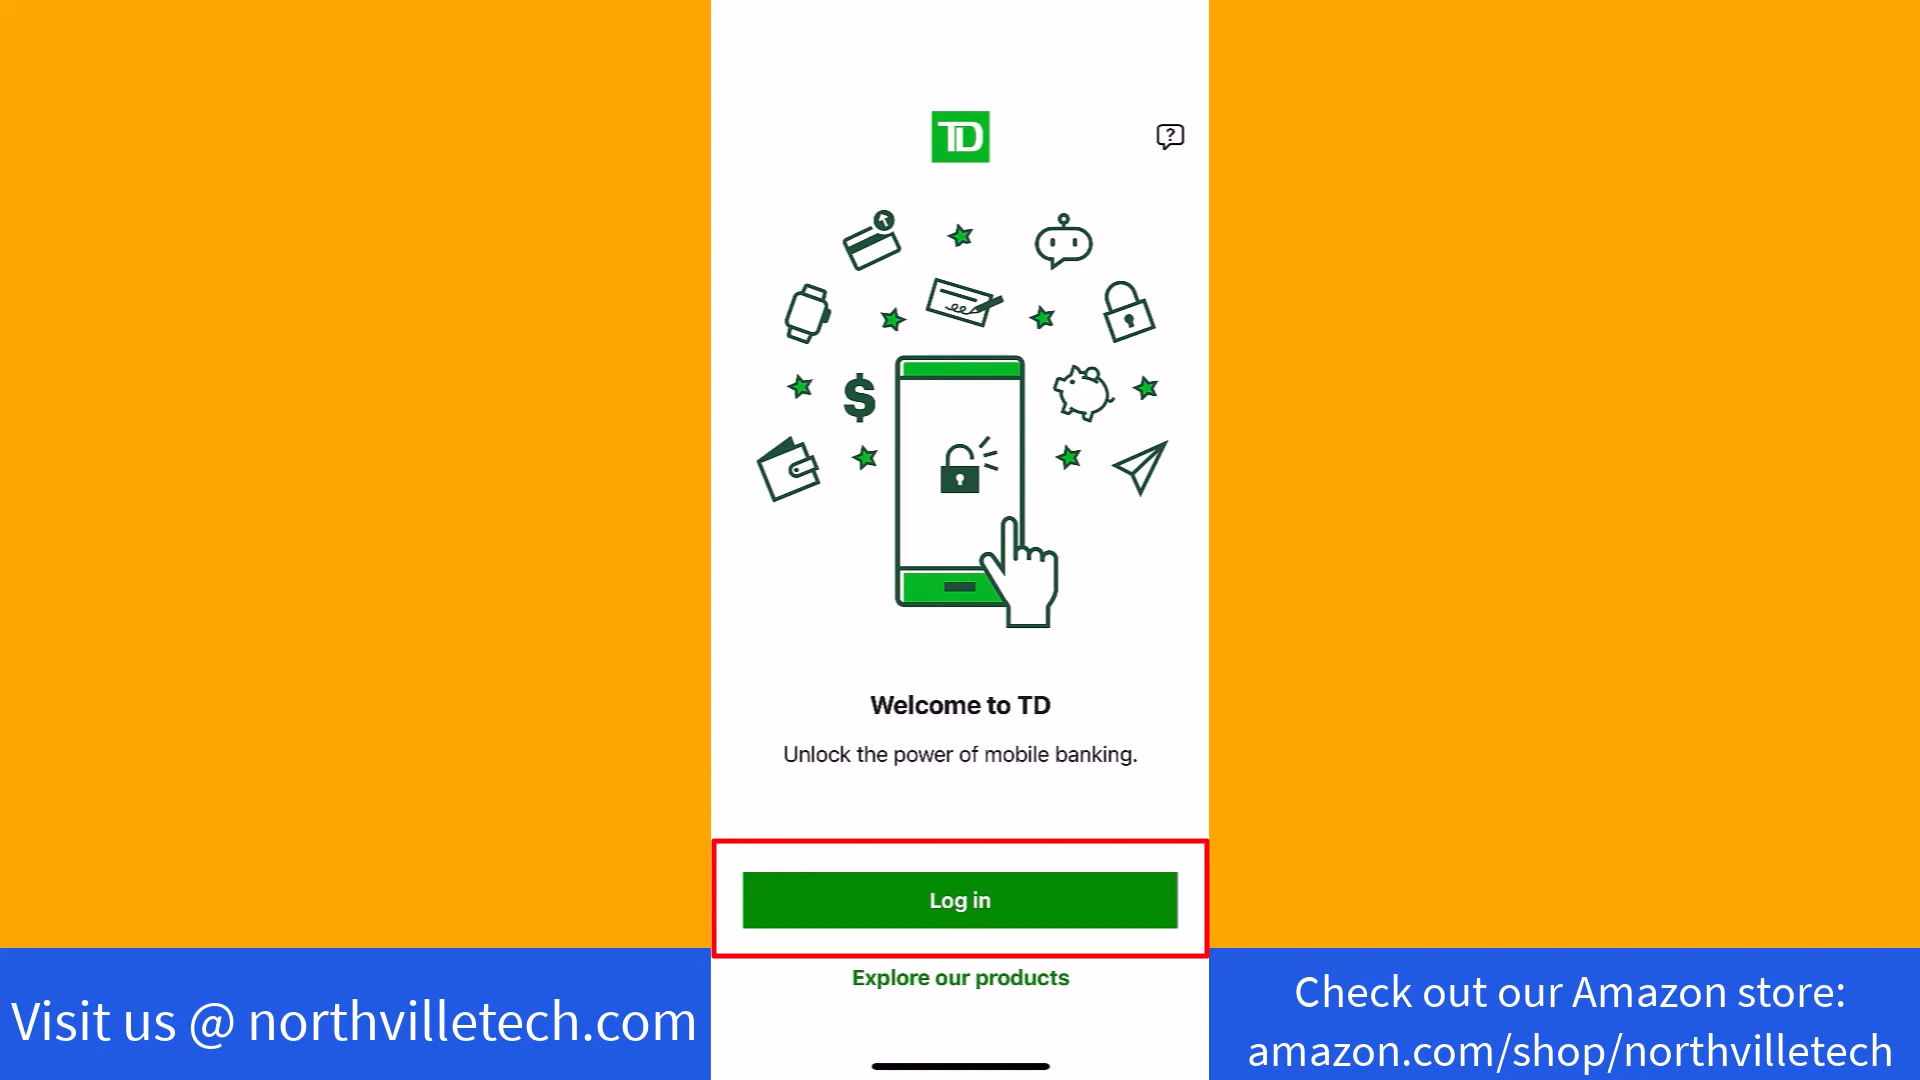 TD
?
$
Welcome to TD
Unlock the power of mobile banking.
Log in
Explore our products
Visit us @ northvilletech.com
Check out our Amazon store:
amazon.com/shop/northvilletech